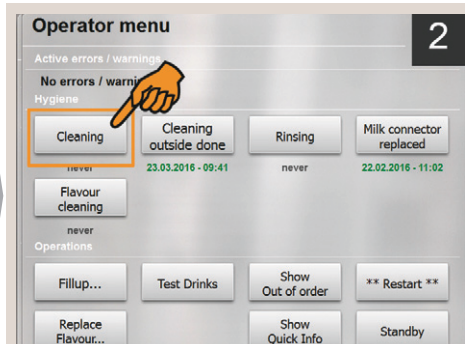 Operator menu
2
Active errors / warnings
No errors / warni
Hygiene
Cleaning
Cleaning
outside done
Rinsing
Milk connector
replaced
never
23.03.2016 - 09:41
never
22.02.2016 - 11:02
Flavour
cleaning
never
Operations
Fillup...
Test Drinks
Show
Out of order
** Restart **
Replace
Flavour...
Show
Quick Info
Standby